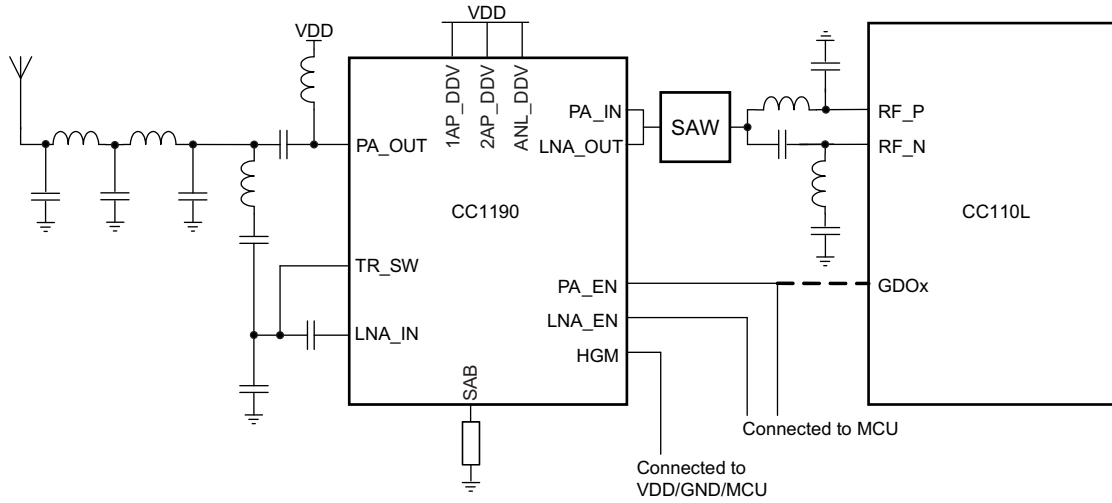 VDD
VDD
1AP_DDV
2AP_DDV
ANL_DDV
PA_IN
SAW
RF_P
PA_OUT
LNA_OUT
RF_N
CC1190
CC110L
TR_SW
PA_EN
GDOx
LNA_EN
LNA_IN
HGM
SAB
Connected to MCU
Connected to
VDD/GND/MCU